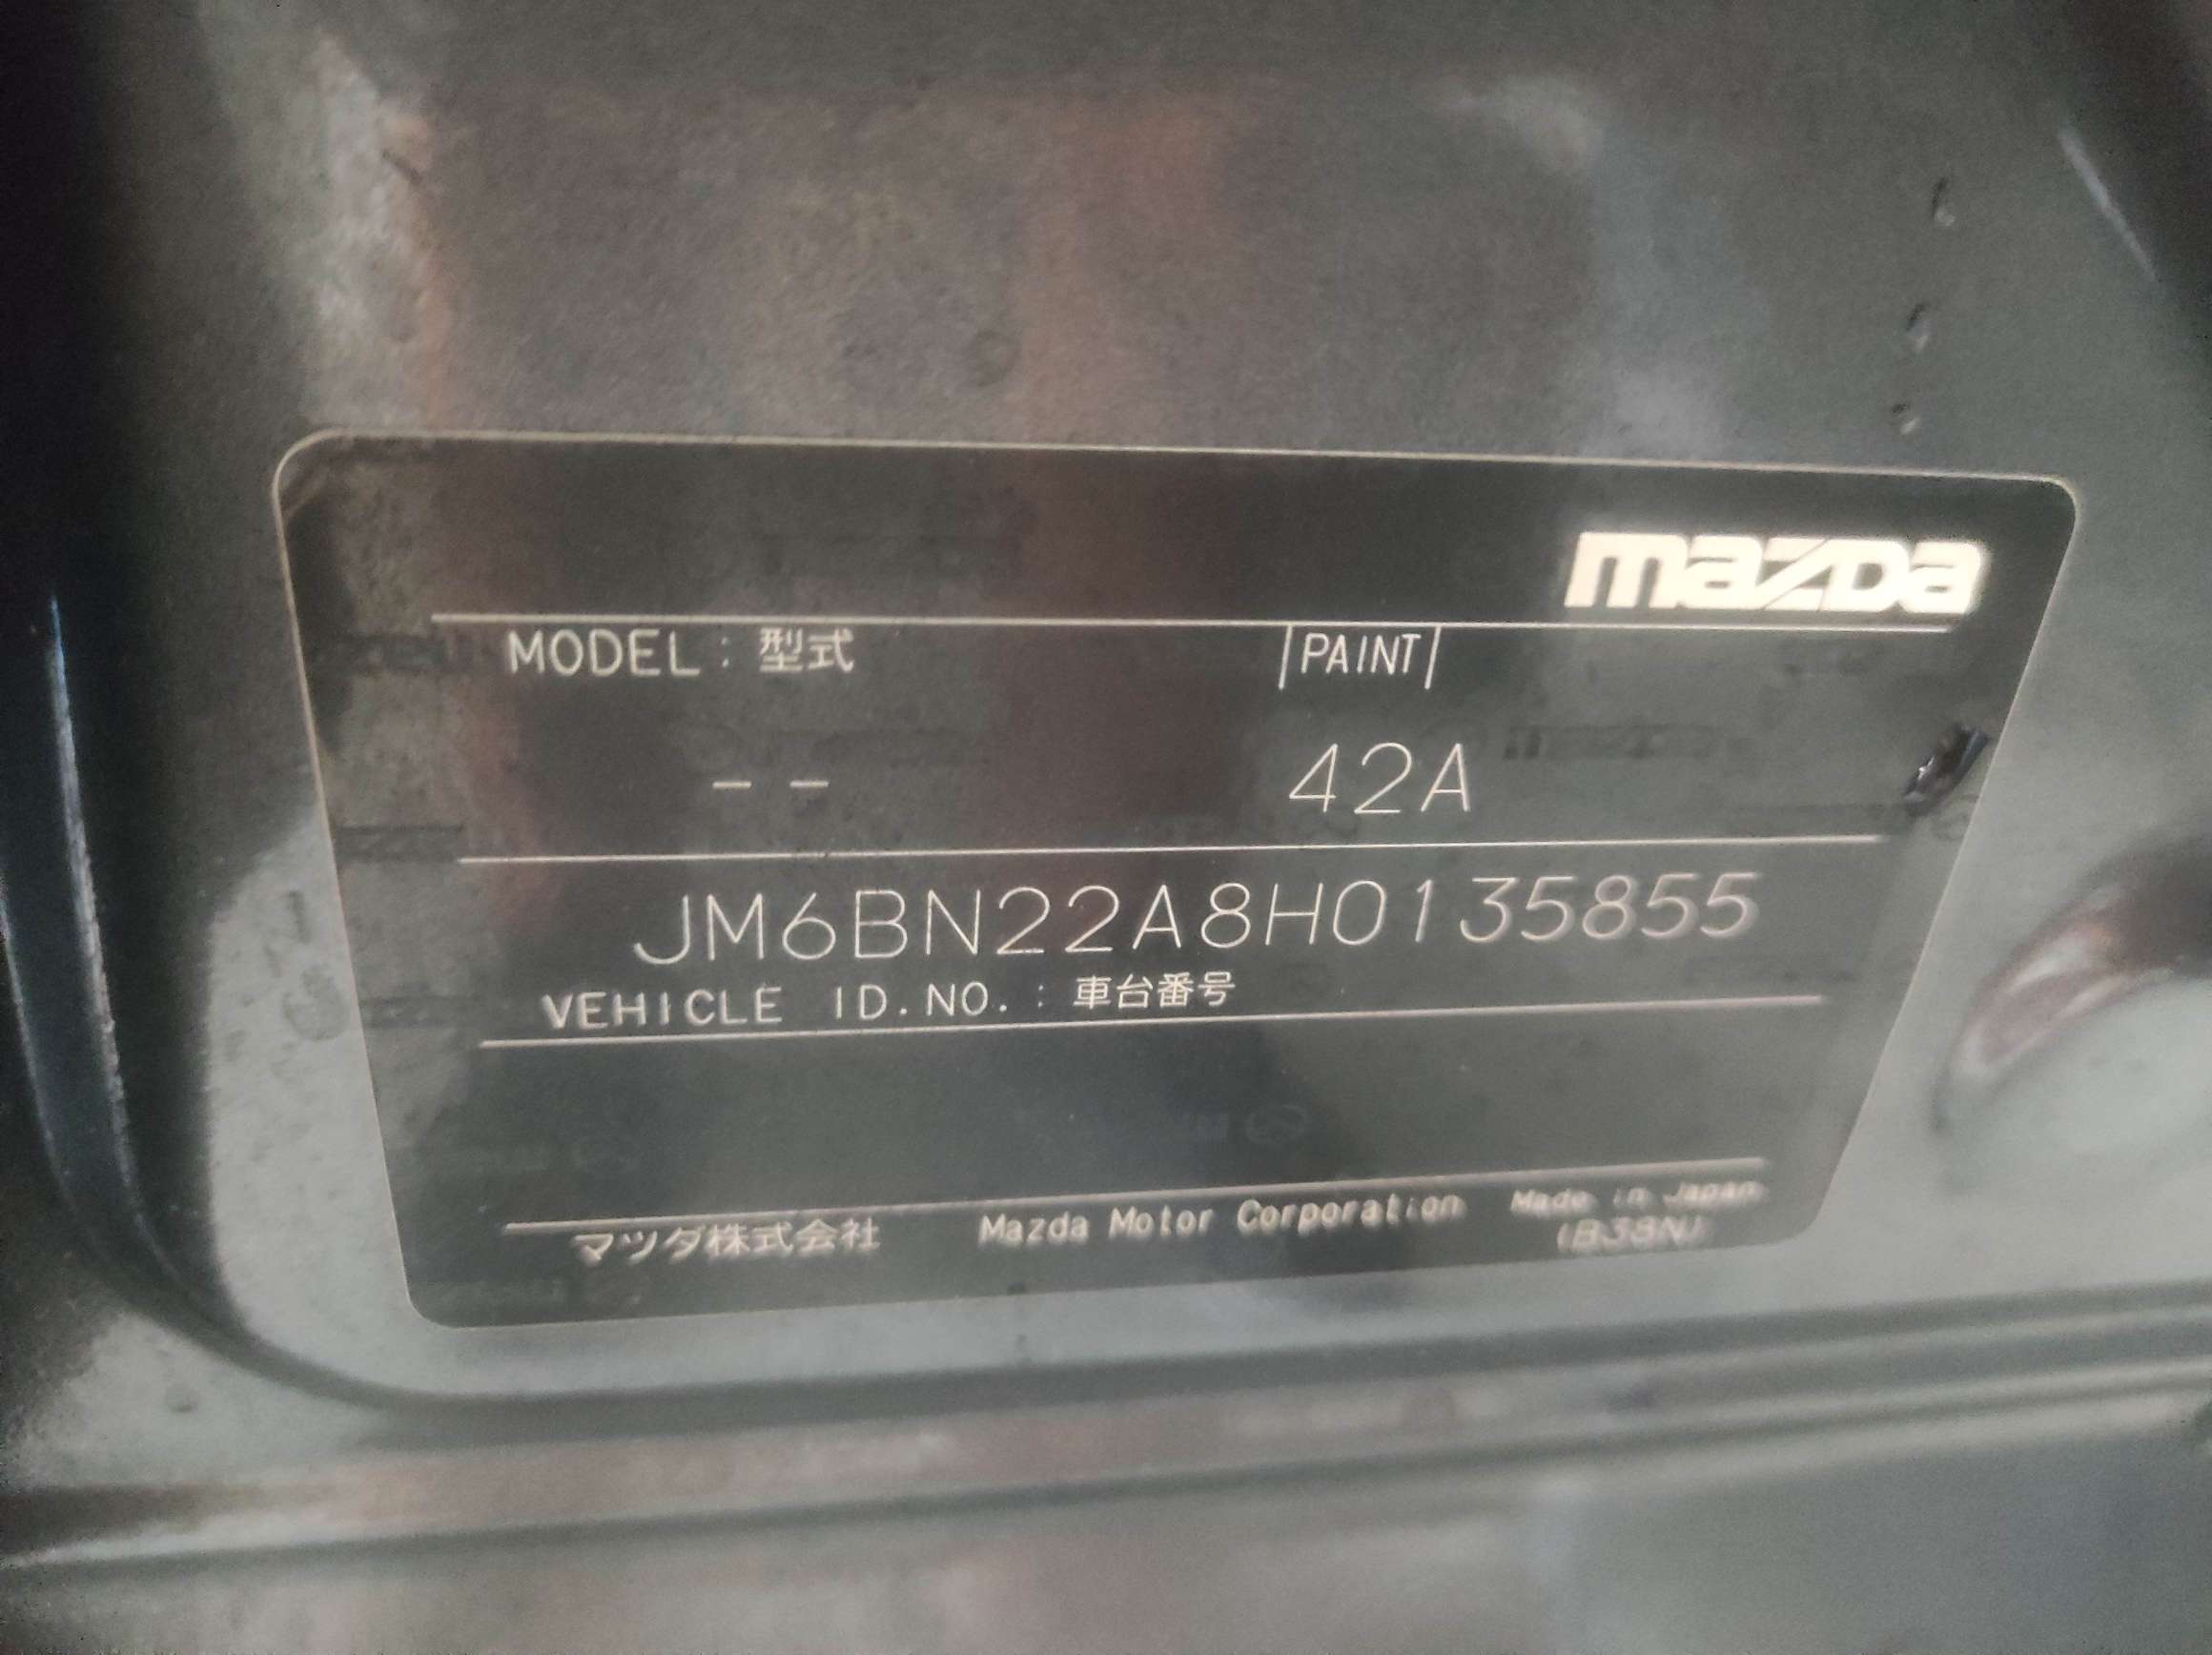 mazda
MODEL : 型式 PAINT
-- 42A
JM6BN22A8H0135855
VEHICLE ID.NO. : 車台番号
マツダ株式会社 Mazda Motor Corporation Made in Japan
(B38N)